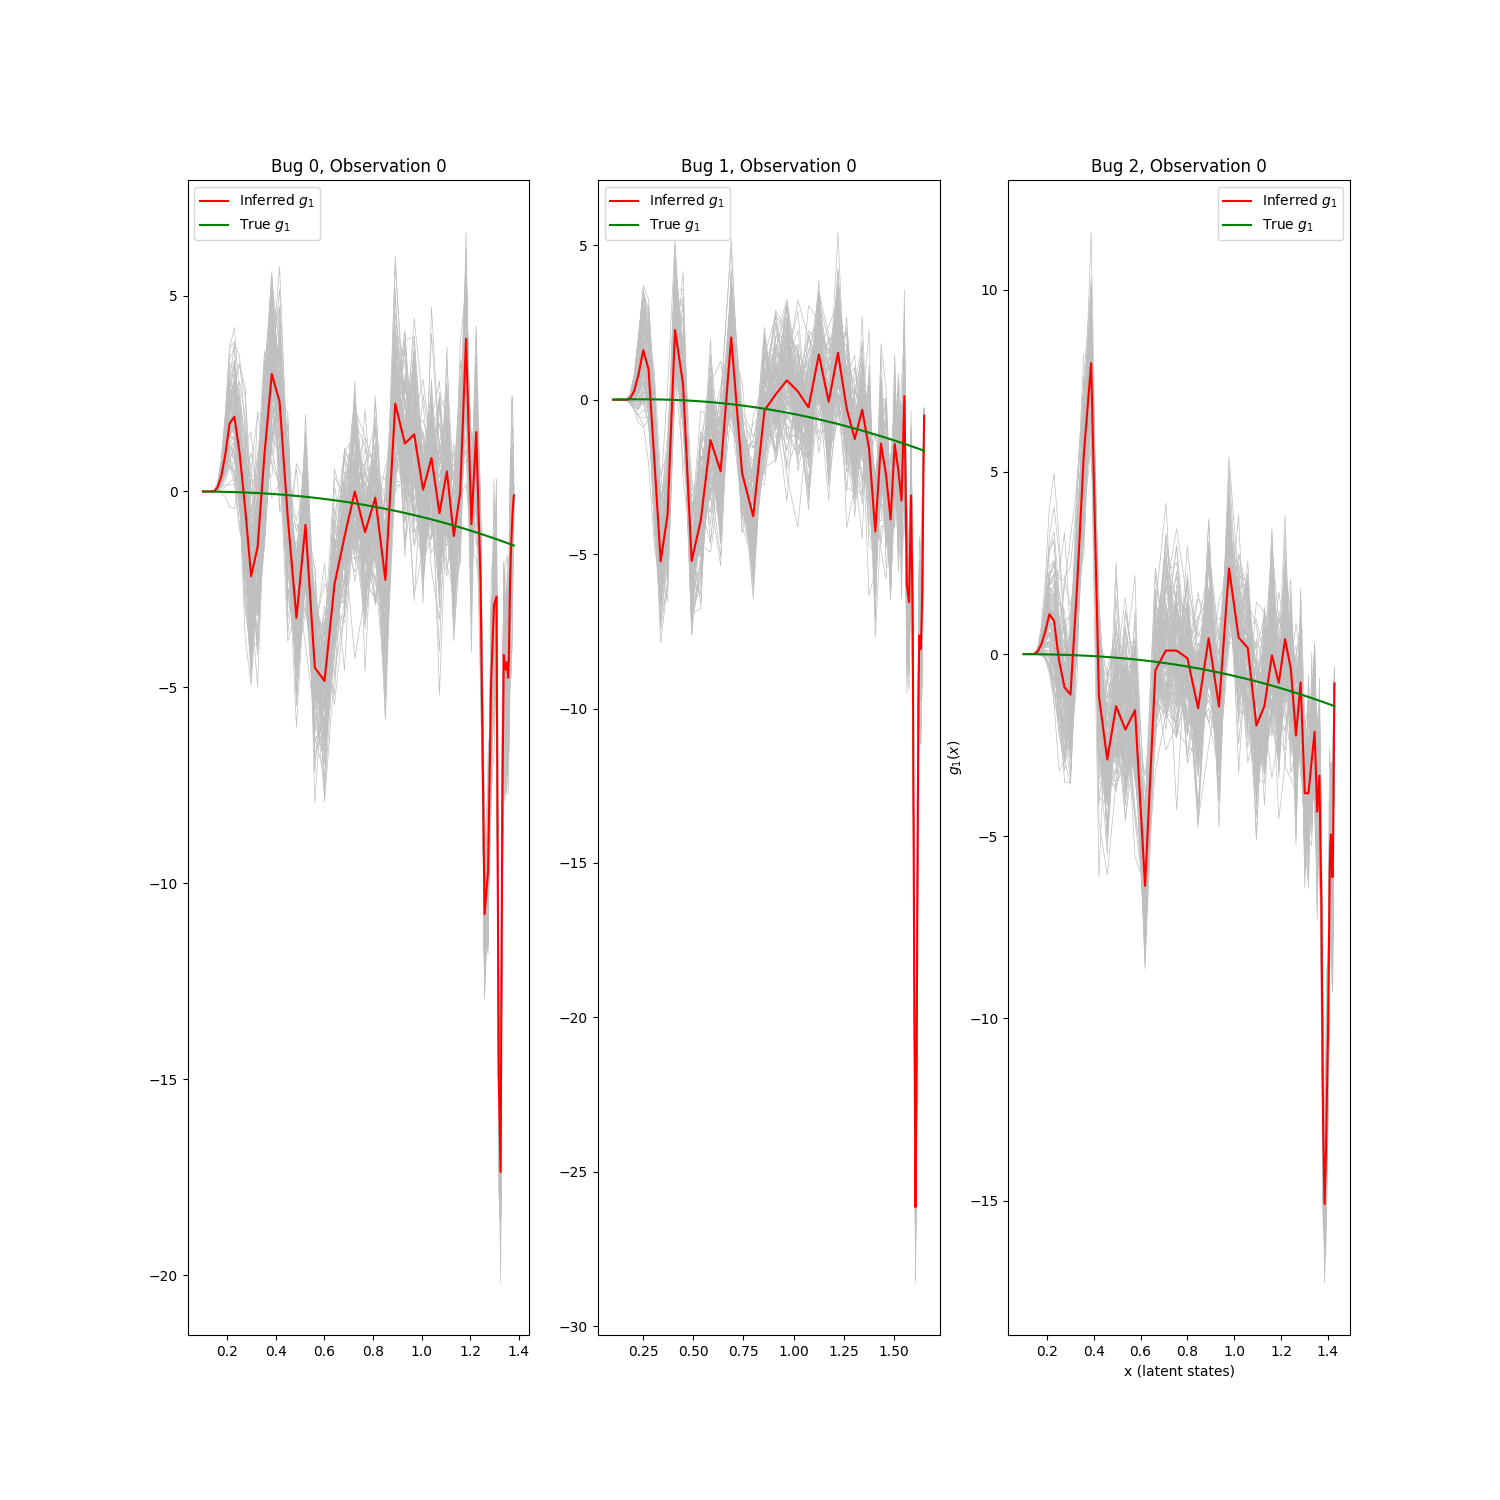 Bug 0, Observation 0
Inferred g₁
True g₁
5
0
−5
−10
−15
−20
0.2 0.4 0.6 0.8 1.0 1.2 1.4
Bug 1, Observation 0
Inferred g₁
True g₁
5
0
−5
−10
−15
−20
−25
−30
0.25 0.50 0.75 1.00 1.25 1.50
Bug 2, Observation 0
Inferred g₁
True g₁
g₁(x)
10
5
0
−5
−10
−15
0.2 0.4 0.6 0.8 1.0 1.2 1.4
x (latent states)